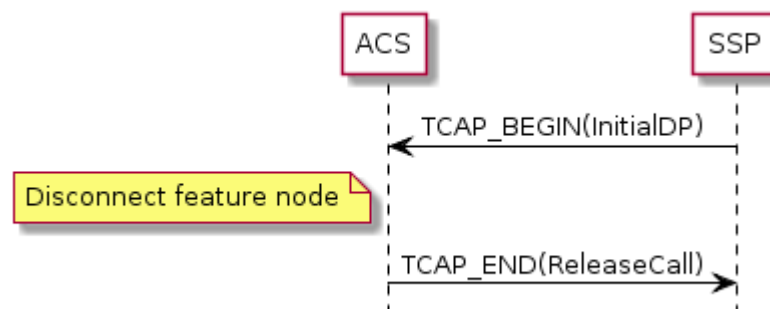 ACS
SSP
TCAP_BEGIN(InitialDP)
Disconnect feature node
TCAP_END(ReleaseCall)